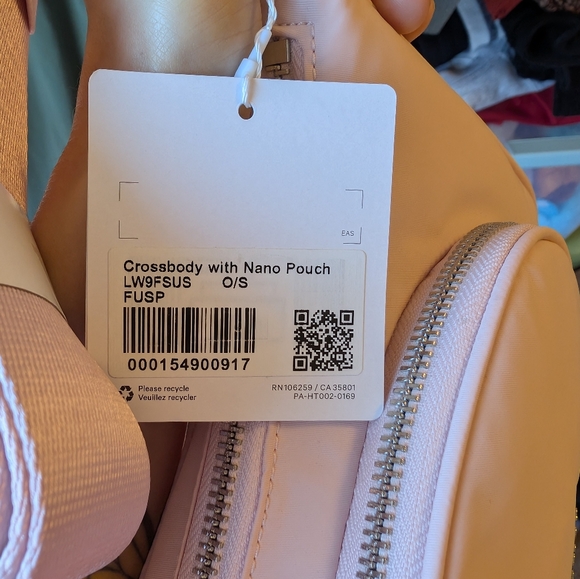 EAS
Crossbody with Nano Pouch
LW9FSUS O/S
FUSP
000154900917
Please recycle
Veuillez recycler
RN106259 / CA 35801
PA-HT002-0169